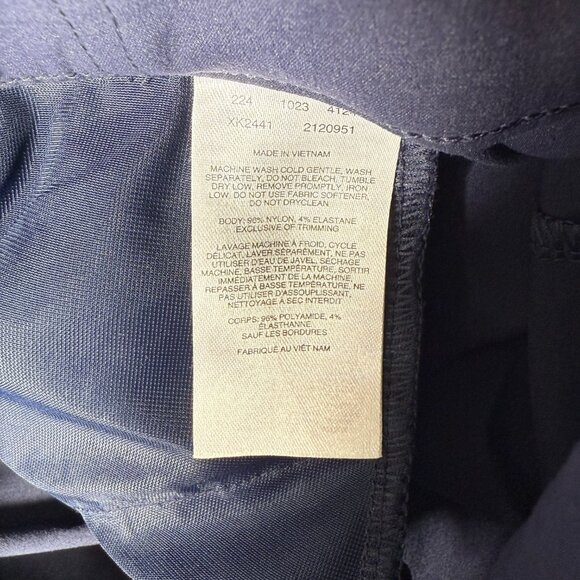 224 1023 4124
XK2441 2120951
MADE IN VIETNAM
MACHINE WASH COLD GENTLE, WASH
SEPARATELY, DO NOT BLEACH, TUMBLE
DRY LOW, REMOVE PROMPTLY, IRON
LOW, DO NOT USE FABRIC SOFTENER
DO NOT DRYCLEAN
BODY: 96% NYLON, 4% ELASTANE
EXCLUSIVE OF TRIMMING
LAVAGE MACHINE À FROID, CYCLE
DÉLICAT, LAVER SÉPARÉMENT, NE PAS
UTILISER D'EAU DE JAVEL, SÉCHAGE
MACHINE, BASSE TEMPÉRATURE, SORTIR
IMMÉDIATEMENT DE LA MACHINE,
REPASSER À BASSE TEMPÉRATURE, NE
PAS UTILISER D'ASSOUPLISSANT,
NETTOYAGE À SEC INTERDIT
CORPS: 96% POLYAMIDE, 4%
ÉLASTHANNE
SAUF LES BORDURES
FABRIQUÉ AU VIÊT NAM